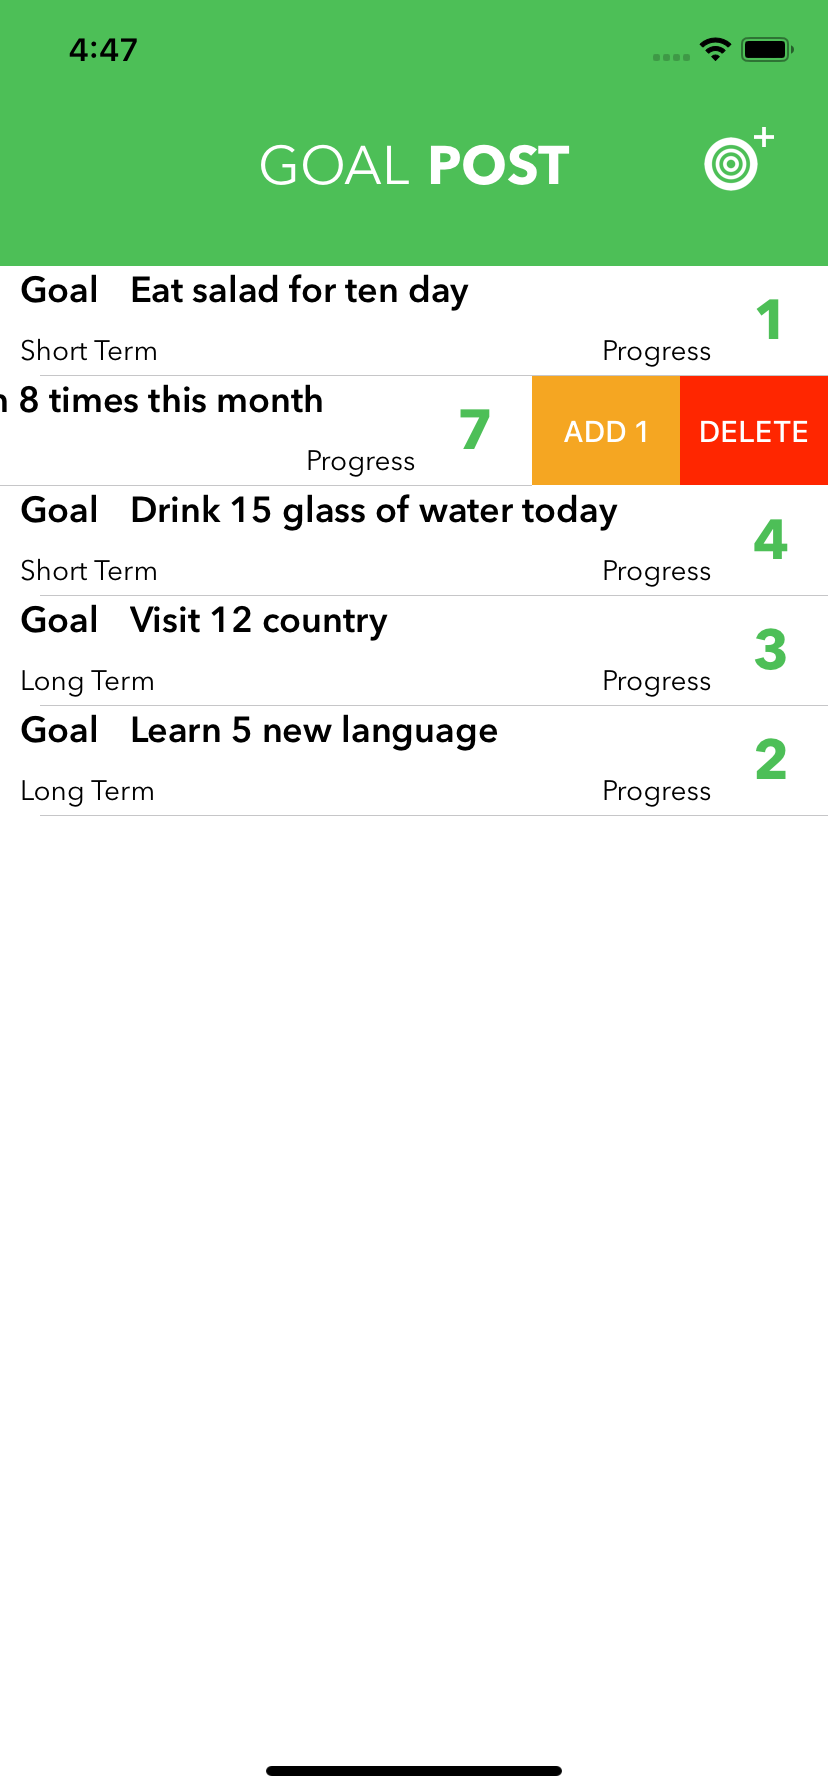 4:47
GOAL POST
Goal Eat salad for ten day
1
Short Term Progress
8 times this month
7
Progress
ADD 1 DELETE
Goal Drink 15 glass of water today
4
Short Term Progress
Goal Visit 12 country
3
Long Term Progress
Goal Learn 5 new language
2
Long Term Progress